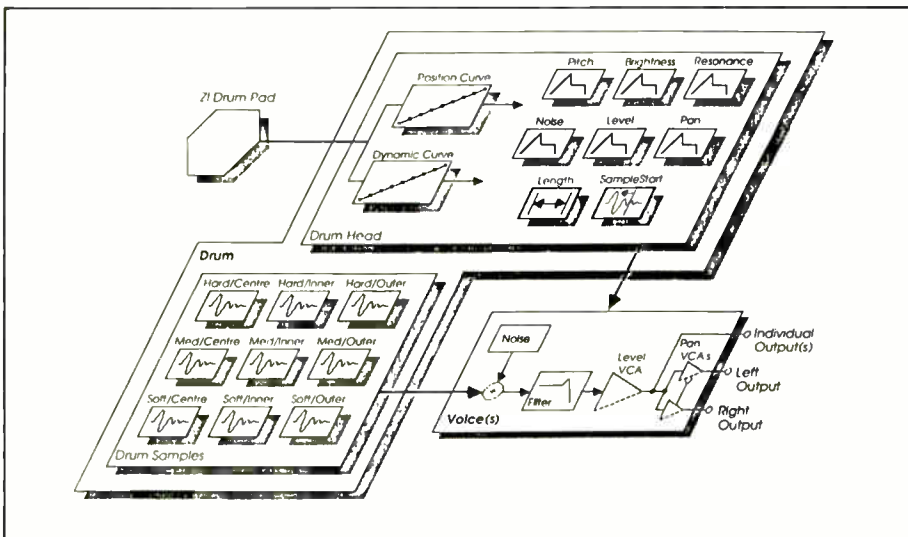 Pitch Brightness Resonance
Position Curve
ZI Drum Pad
Noise Level Pan
Dynamic Curve
Length SampleStart
Drum Head
Drum
Hard/Centre Hard/Inner Hard/Outer
Med/Centre Med/Inner Med/Outer
Soft/Centre Soft/Inner Soft/Outer
Drum Samples
Noise
Filter
Level
VCA
Pan
VCAs
Voice(s)
Individual
Output(s)
Left
Output
Right
Output